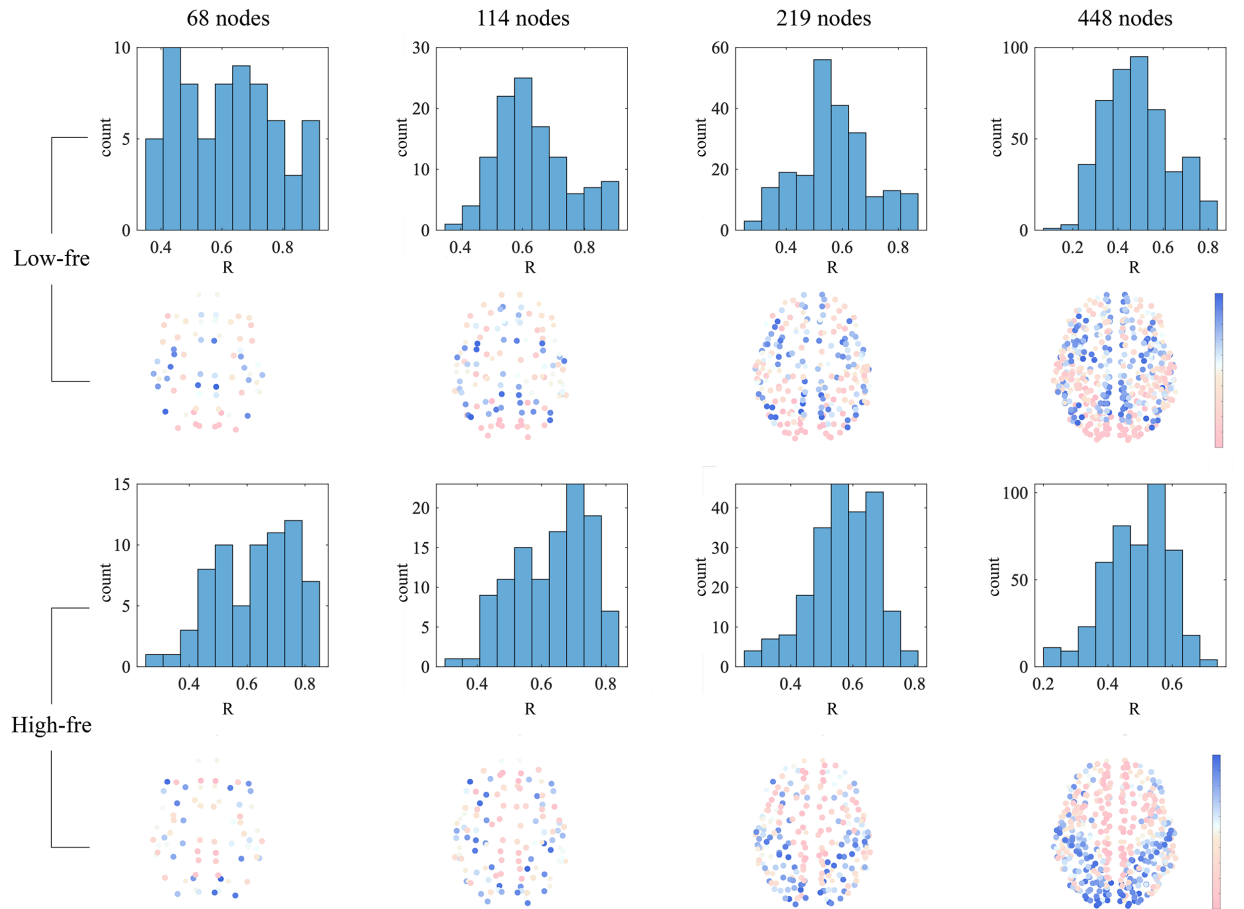 68 nodes 114 nodes 219 nodes 448 nodes
10 30 60 100
5 20 40 50
0 10 20 0
0 0
count count count count
0.4 0.6 0.8 0.4 0.6 0.8 0.4 0.6 0.8 0.2 0.4 0.6 0.8
R R R R
Low-fre
15 20 40 100
10 15 30 50
5 10 20 0
0 5 10
0 0
count count count count
0.4 0.6 0.8 0.4 0.6 0.8 0.4 0.6 0.8 0.2 0.4 0.6
R R R R
High-fre